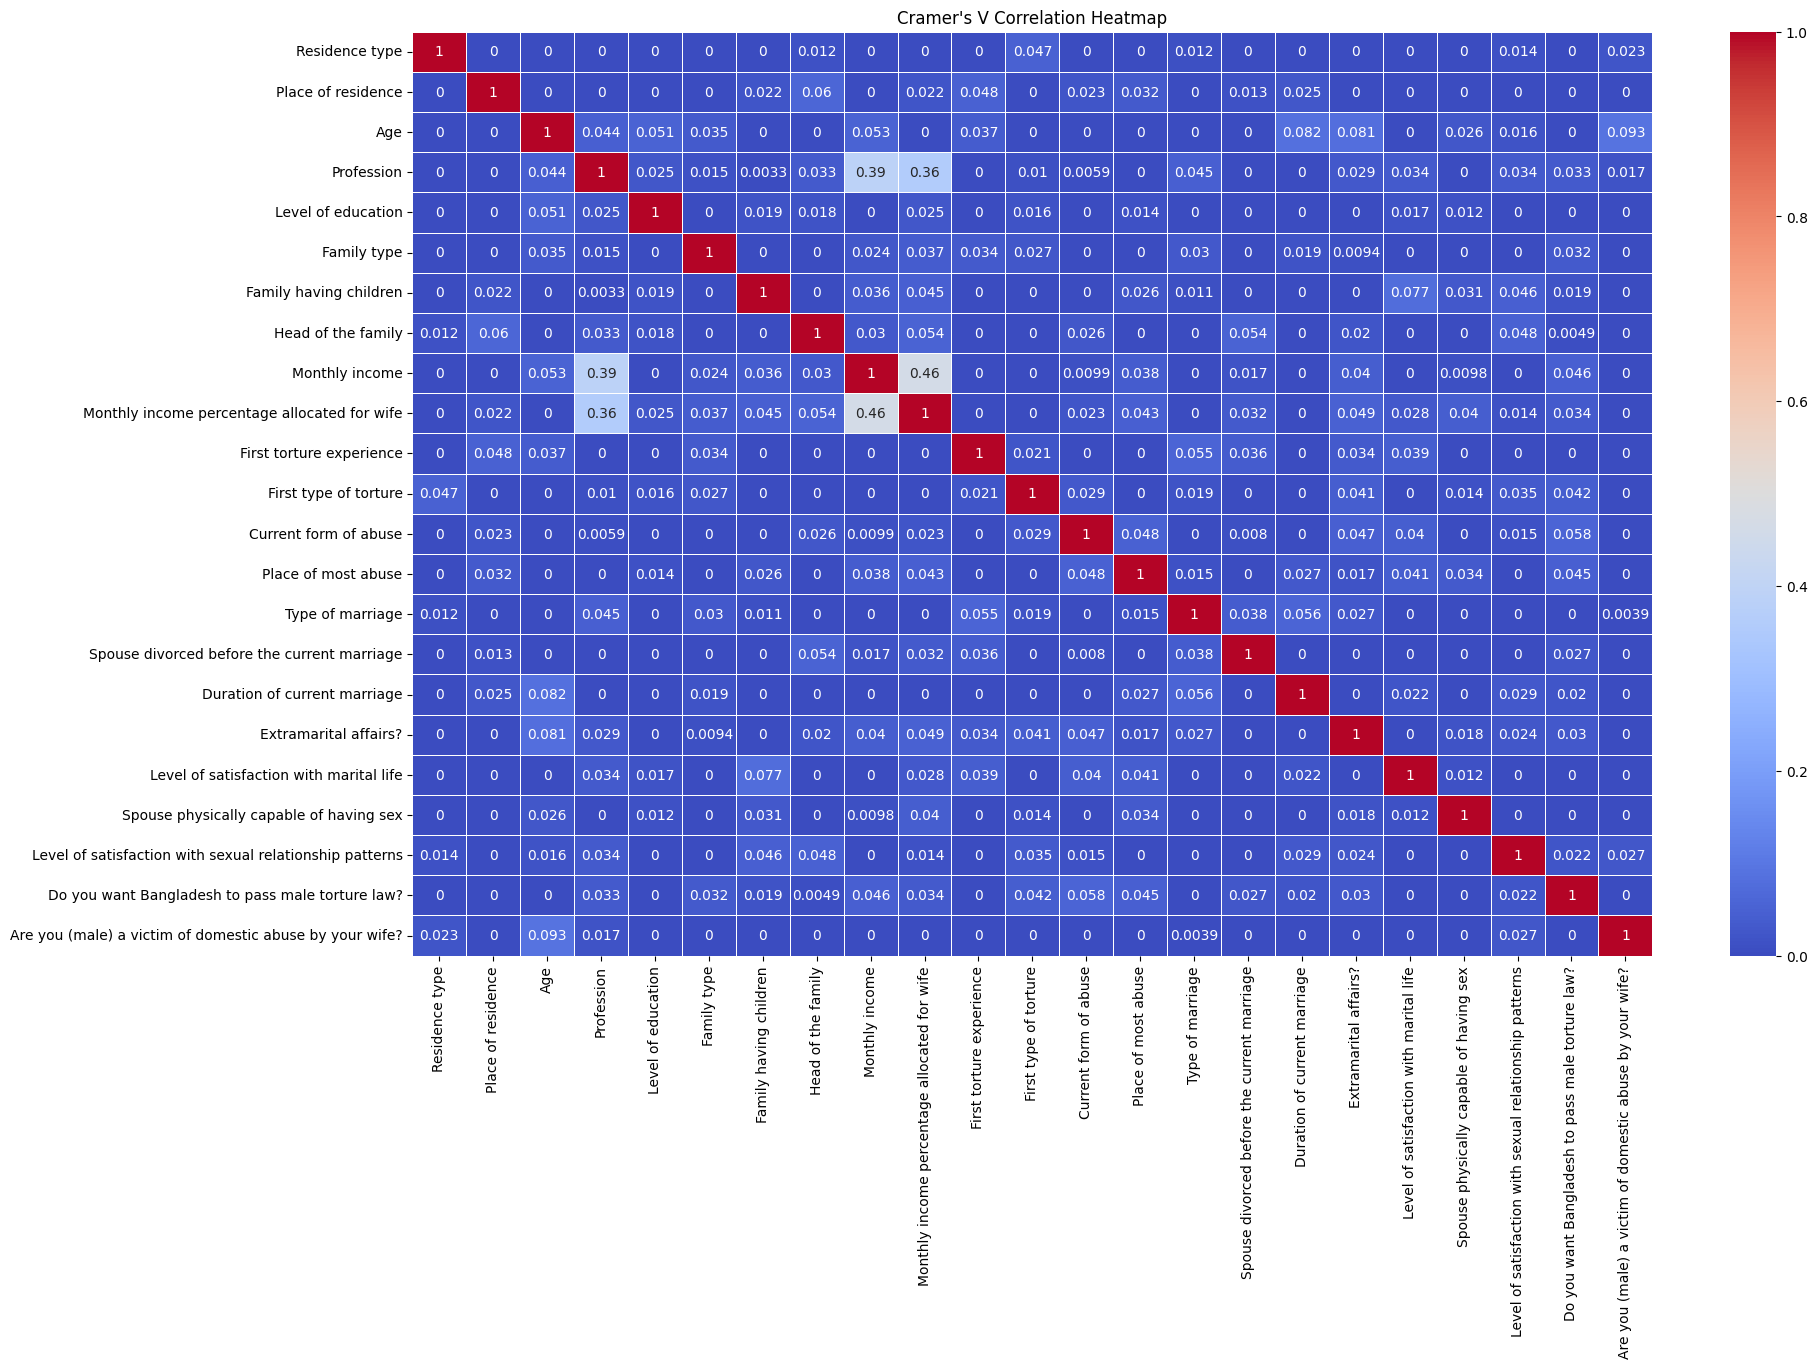 Cramer's V Correlation Heatmap
Residence type 1 0 0 0 0 0 0 0.012 0 0 0 0.047 0 0 0.012 0 0 0 0 0 0.014 0 0.023
Place of residence 0 1 0 0 0 0 0.022 0.06 0 0.022 0.048 0 0.023 0.032 0 0.013 0.025 0 0 0 0 0 0
Age 0 0 1 0.044 0.051 0.035 0 0 0.053 0 0.037 0 0 0 0 0 0.082 0.081 0 0.026 0.016 0 0.093
Profession 0 0 0.044 1 0.025 0.015 0.0033 0.033 0.39 0.36 0 0.01 0.0059 0 0.045 0 0 0.029 0.034 0 0.034 0.033 0.017
Level of education 0 0 0.051 0.025 1 0 0.019 0.018 0 0.025 0 0.016 0 0.014 0 0 0 0 0.017 0.012 0 0 0
Family type 0 0 0.035 0.015 0 1 0 0 0.024 0.037 0.034 0.027 0 0 0.03 0 0.019 0.0094 0 0 0 0.032 0
Family having children 0 0.022 0 0.0033 0.019 0 1 0 0.036 0.045 0 0 0 0.026 0.011 0 0 0 0.077 0.031 0.046 0.019 0
Head of the family 0.012 0.06 0 0.033 0.018 0 0 1 0.03 0.054 0 0 0.026 0 0 0.054 0 0.02 0 0 0.048 0.0049 0
Monthly income 0 0 0.053 0.39 0 0.024 0.036 0.03 1 0.46 0 0 0.0099 0.038 0 0.017 0 0.04 0 0.0098 0 0.046 0
Monthly income percentage allocated for wife 0 0.022 0 0.36 0.025 0.037 0.045 0.054 0.46 1 0 0 0.023 0.043 0 0.032 0 0.049 0.028 0.04 0.014 0.034 0
First torture experience 0 0.048 0.037 0 0 0.034 0 0 0 0 1 0.021 0 0 0.055 0.036 0 0.034 0.039 0 0 0 0
First type of torture 0.047 0 0 0.01 0.016 0.027 0 0 0 0 0.021 1 0.029 0 0.019 0 0 0.041 0 0.014 0.035 0.042 0
Current form of abuse 0 0.023 0 0.0059 0 0 0 0.026 0.0099 0.023 0 0.029 1 0.048 0 0.008 0 0.047 0.04 0 0.015 0.058 0
Place of most abuse 0 0.032 0 0 0.014 0 0.026 0 0.038 0.043 0 0 0.048 1 0.015 0 0.027 0.017 0.041 0.034 0 0.045 0
Type of marriage 0.012 0 0 0.045 0 0.03 0.011 0 0 0 0.055 0.019 0 0.015 1 0.038 0.056 0.027 0 0 0 0 0.0039
Spouse divorced before the current marriage 0 0.013 0 0 0 0 0 0.054 0.017 0.032 0.036 0 0.008 0 0.038 1 0 0 0 0 0 0.027 0
Duration of current marriage 0 0.025 0.082 0 0 0.019 0 0 0 0 0 0 0 0.027 0.056 0 1 0 0.022 0 0.029 0.02 0
Extramarital affairs? 0 0 0.081 0.029 0 0.0094 0 0.02 0.04 0.049 0.034 0.041 0.047 0.017 0.027 0 0 1 0 0.018 0.024 0.03 0
Level of satisfaction with marital life 0 0 0 0.034 0.017 0 0.077 0 0 0.028 0.039 0 0.04 0.041 0 0 0.022 0 1 0.012 0 0 0
Spouse physically capable of having sex 0 0 0.026 0 0.012 0 0.031 0 0.0098 0.04 0 0.014 0 0.034 0 0 0 0.018 0.012 1 0 0 0
Level of satisfaction with sexual relationship patterns 0.014 0 0.016 0.034 0 0 0.046 0.048 0 0.014 0 0.035 0.015 0 0 0 0.029 0.024 0 0 1 0.022 0.027
Do you want Bangladesh to pass male torture law? 0 0 0 0.033 0 0.032 0.019 0.0049 0.046 0.034 0 0.042 0.058 0.045 0 0.027 0.02 0.03 0 0 0.022 1 0
Are you (male) a victim of domestic abuse by your wife? 0.023 0 0.093 0.017 0 0 0 0 0 0 0 0 0 0 0.0039 0 0 0 0 0 0.027 0 1
Residence type
Place of residence
Age
Profession
Level of education
Family type
Family having children
Head of the family
Monthly income
Monthly income percentage allocated for wife
First torture experience
First type of torture
Current form of abuse
Place of most abuse
Type of marriage
Spouse divorced before the current marriage
Duration of current marriage
Extramarital affairs?
Level of satisfaction with marital life
Spouse physically capable of having sex
Level of satisfaction with sexual relationship patterns
Do you want Bangladesh to pass male torture law?
Are you (male) a victim of domestic abuse by your wife?
1.0
0.8
0.6
0.4
0.2
0.0